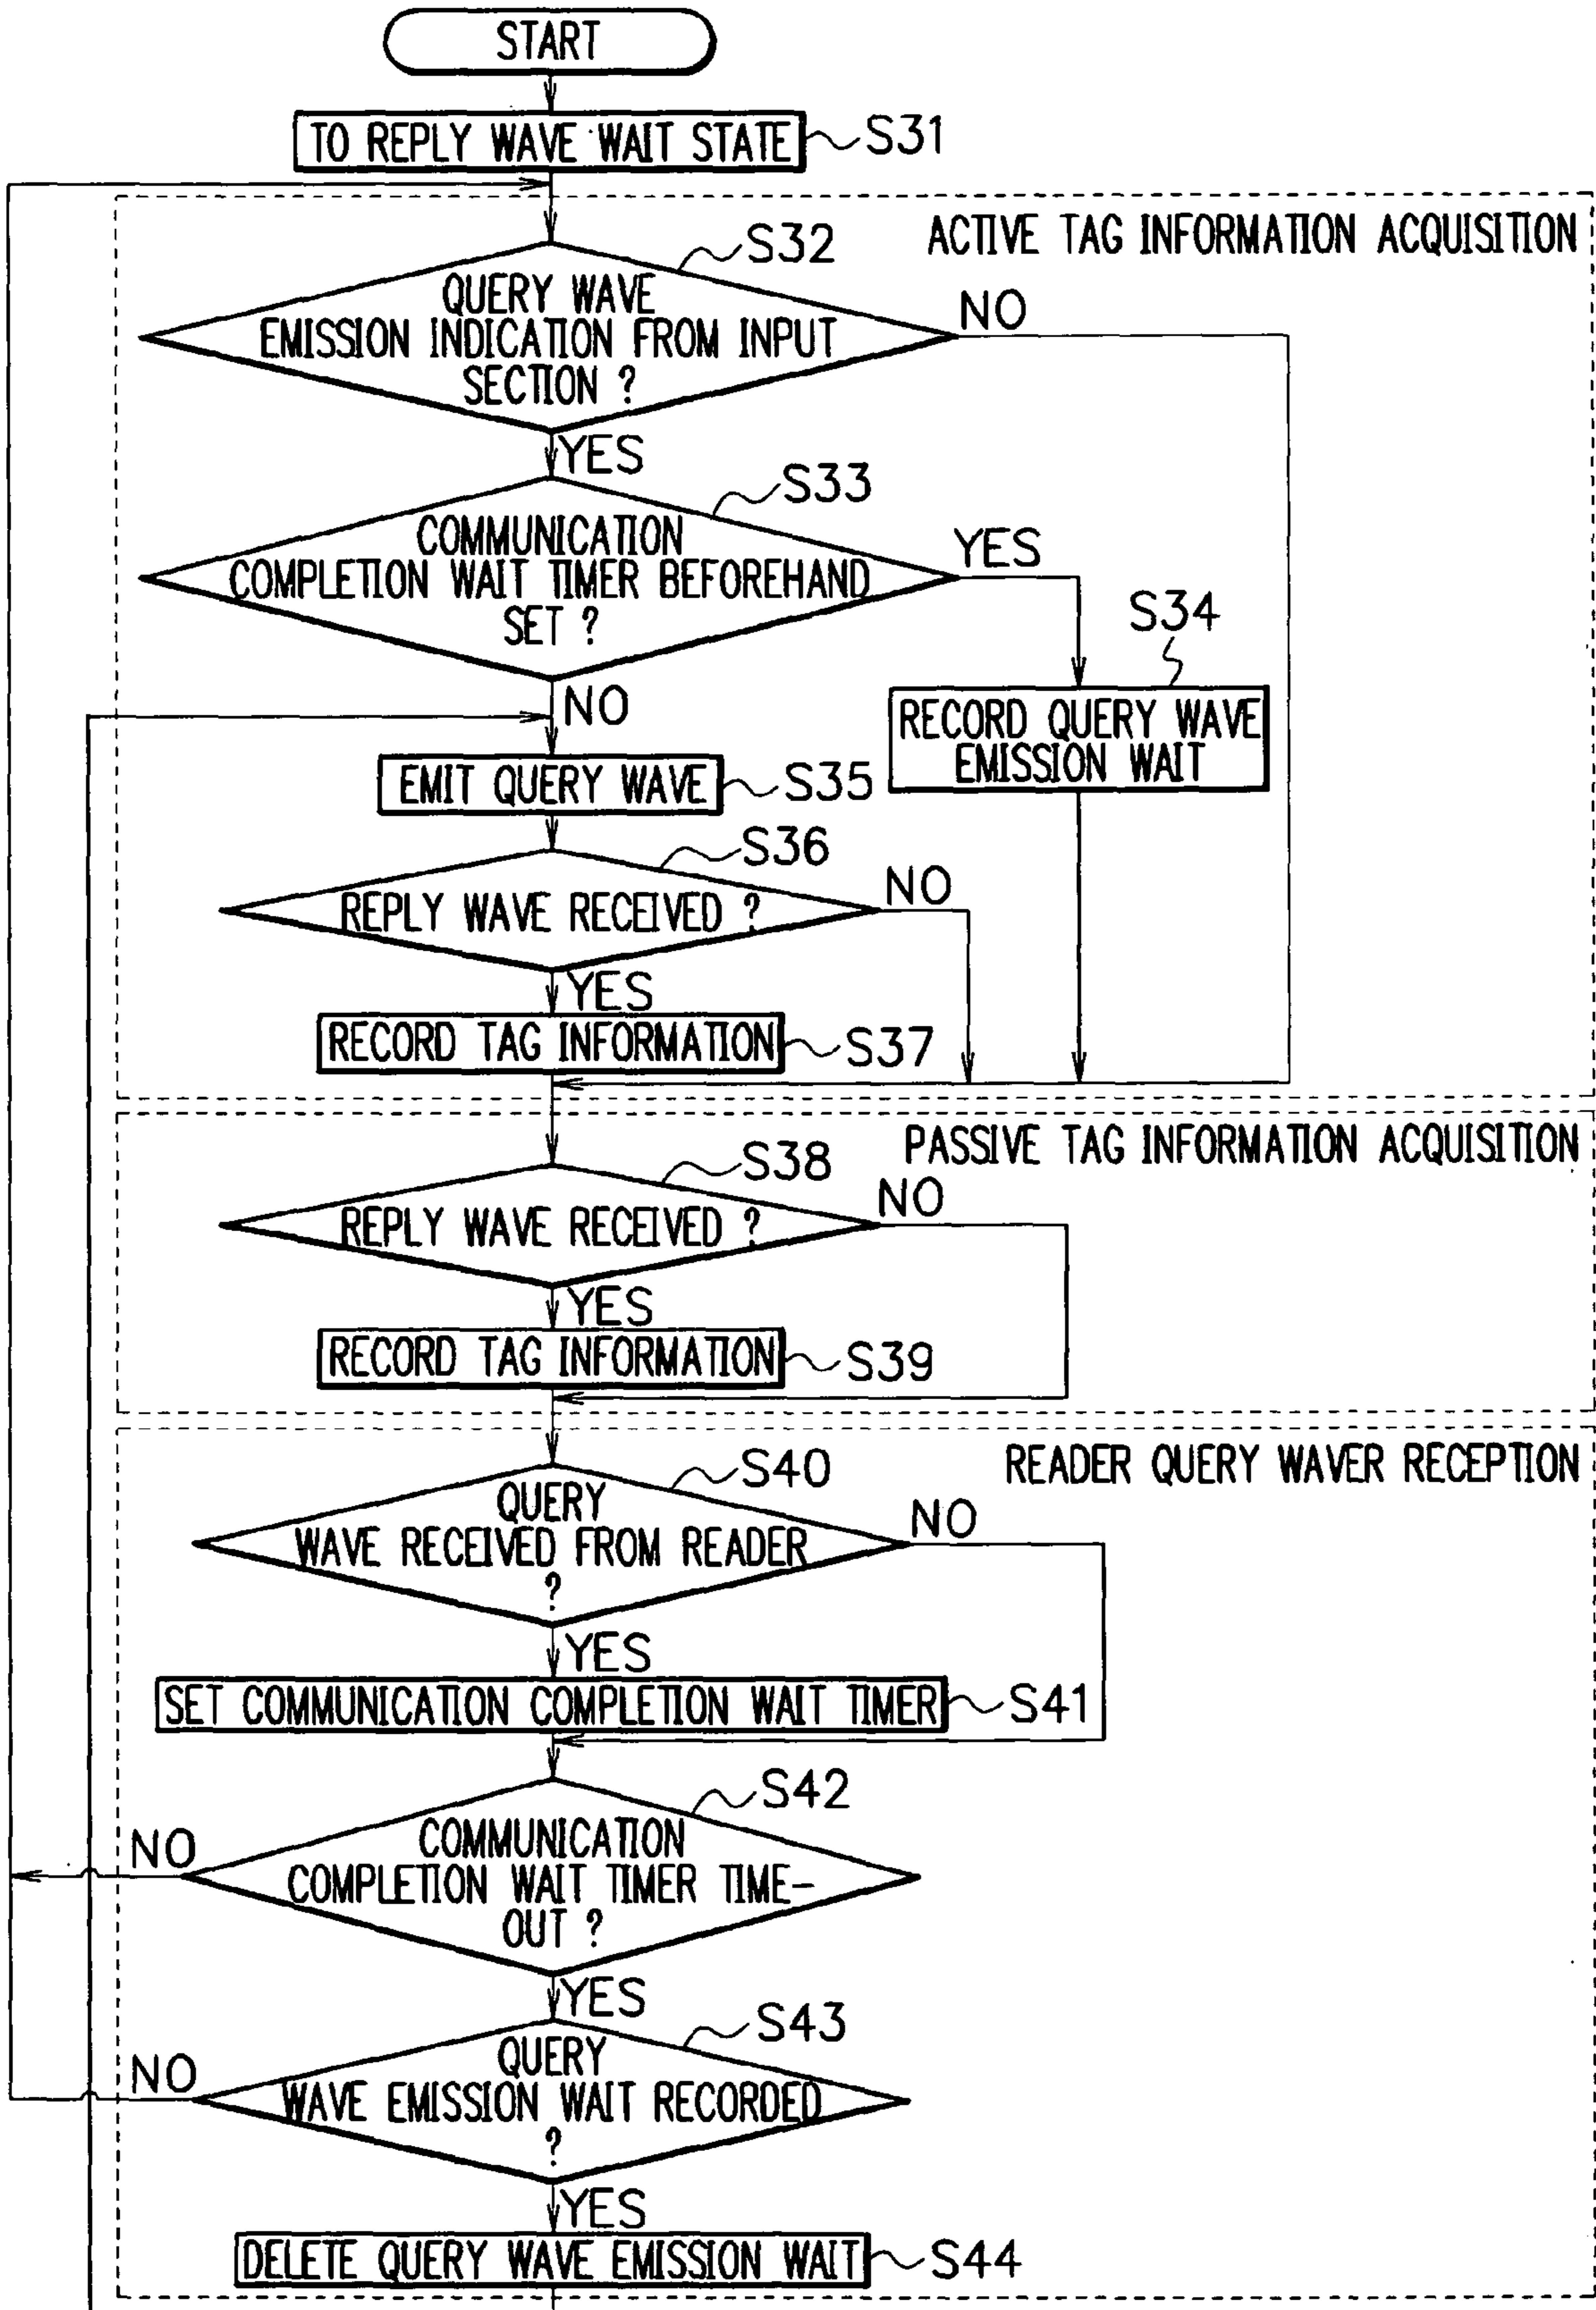 START
TO REPLY WAVE WAIT STATE
S31
ACTIVE TAG INFORMATION ACQUISITION
S32
QUERY WAVE
EMISSION INDICATION FROM INPUT
SECTION ?
NO
YES
S33
COMMUNICATION
COMPLETION WAIT TIMER BEFOREHAND
SET ?
YES
S34
RECORD QUERY WAVE
EMISSION WAIT
NO
EMIT QUERY WAVE
S35
S36
REPLY WAVE RECEIVED ?
NO
YES
RECORD TAG INFORMATION
S37
PASSIVE TAG INFORMATION ACQUISITION
S38
REPLY WAVE RECEIVED ?
NO
YES
RECORD TAG INFORMATION
S39
READER QUERY WAVER RECEPTION
S40
QUERY
WAVE RECEIVED FROM READER
?
NO
YES
SET COMMUNICATION COMPLETION WAIT TIMER
S41
S42
COMMUNICATION
COMPLETION WAIT TIMER TIME-
OUT ?
NO
YES
S43
QUERY
WAVE EMISSION WAIT RECORDED
?
NO
YES
DELETE QUERY WAVE EMISSION WAIT
S44